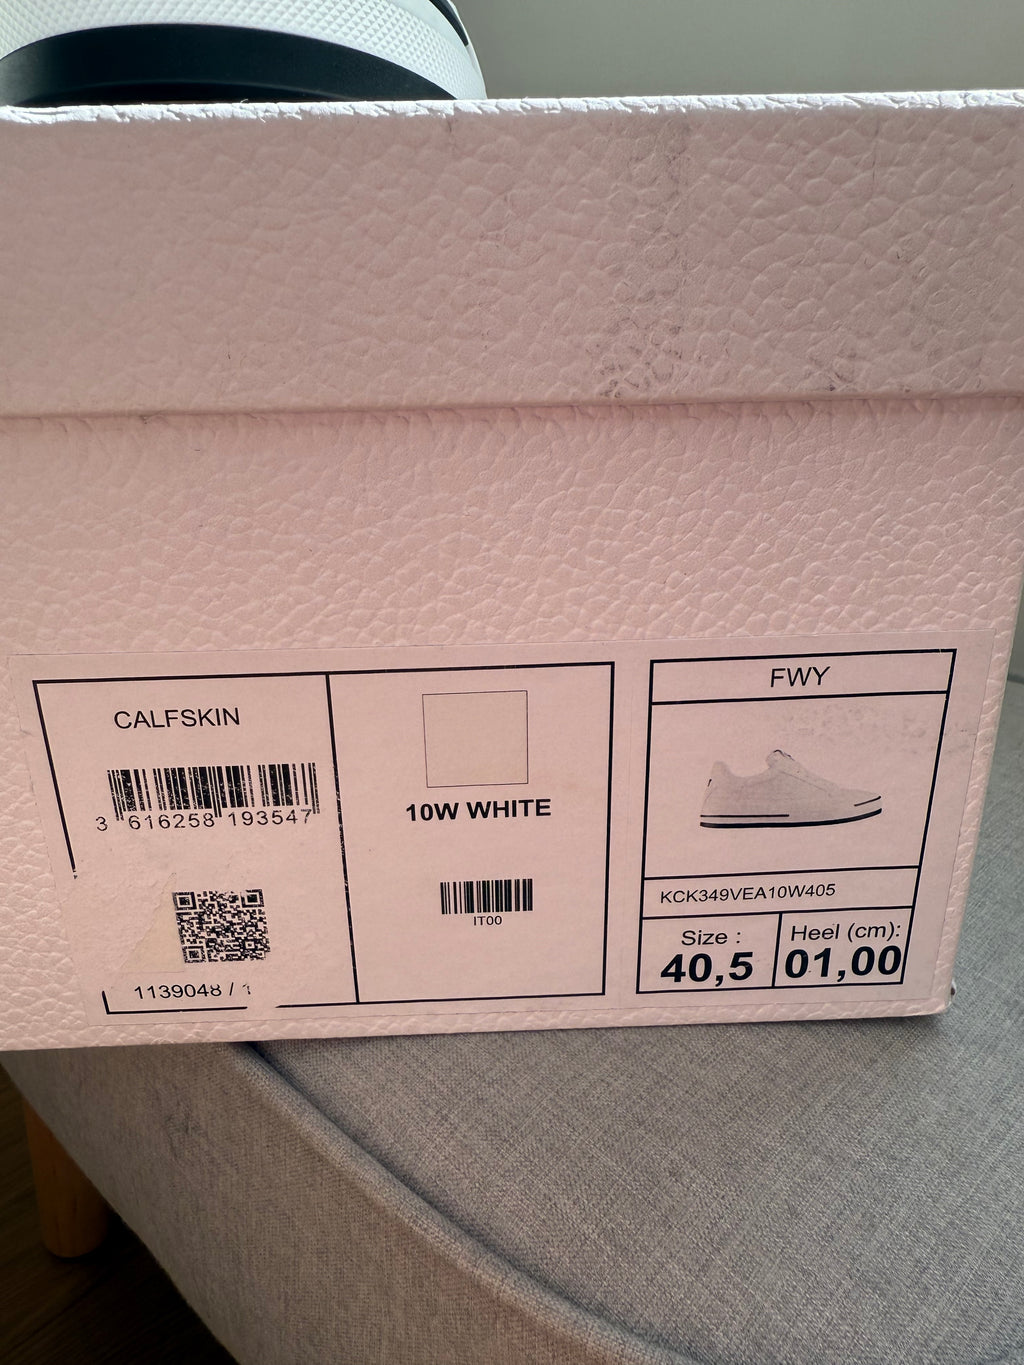 CALFSKIN
3 616258 193547
1139048 / 1
10W WHITE
IT00
FWY
KCK349VEA10W405
Size :
40,5
Heel (cm):
01,00